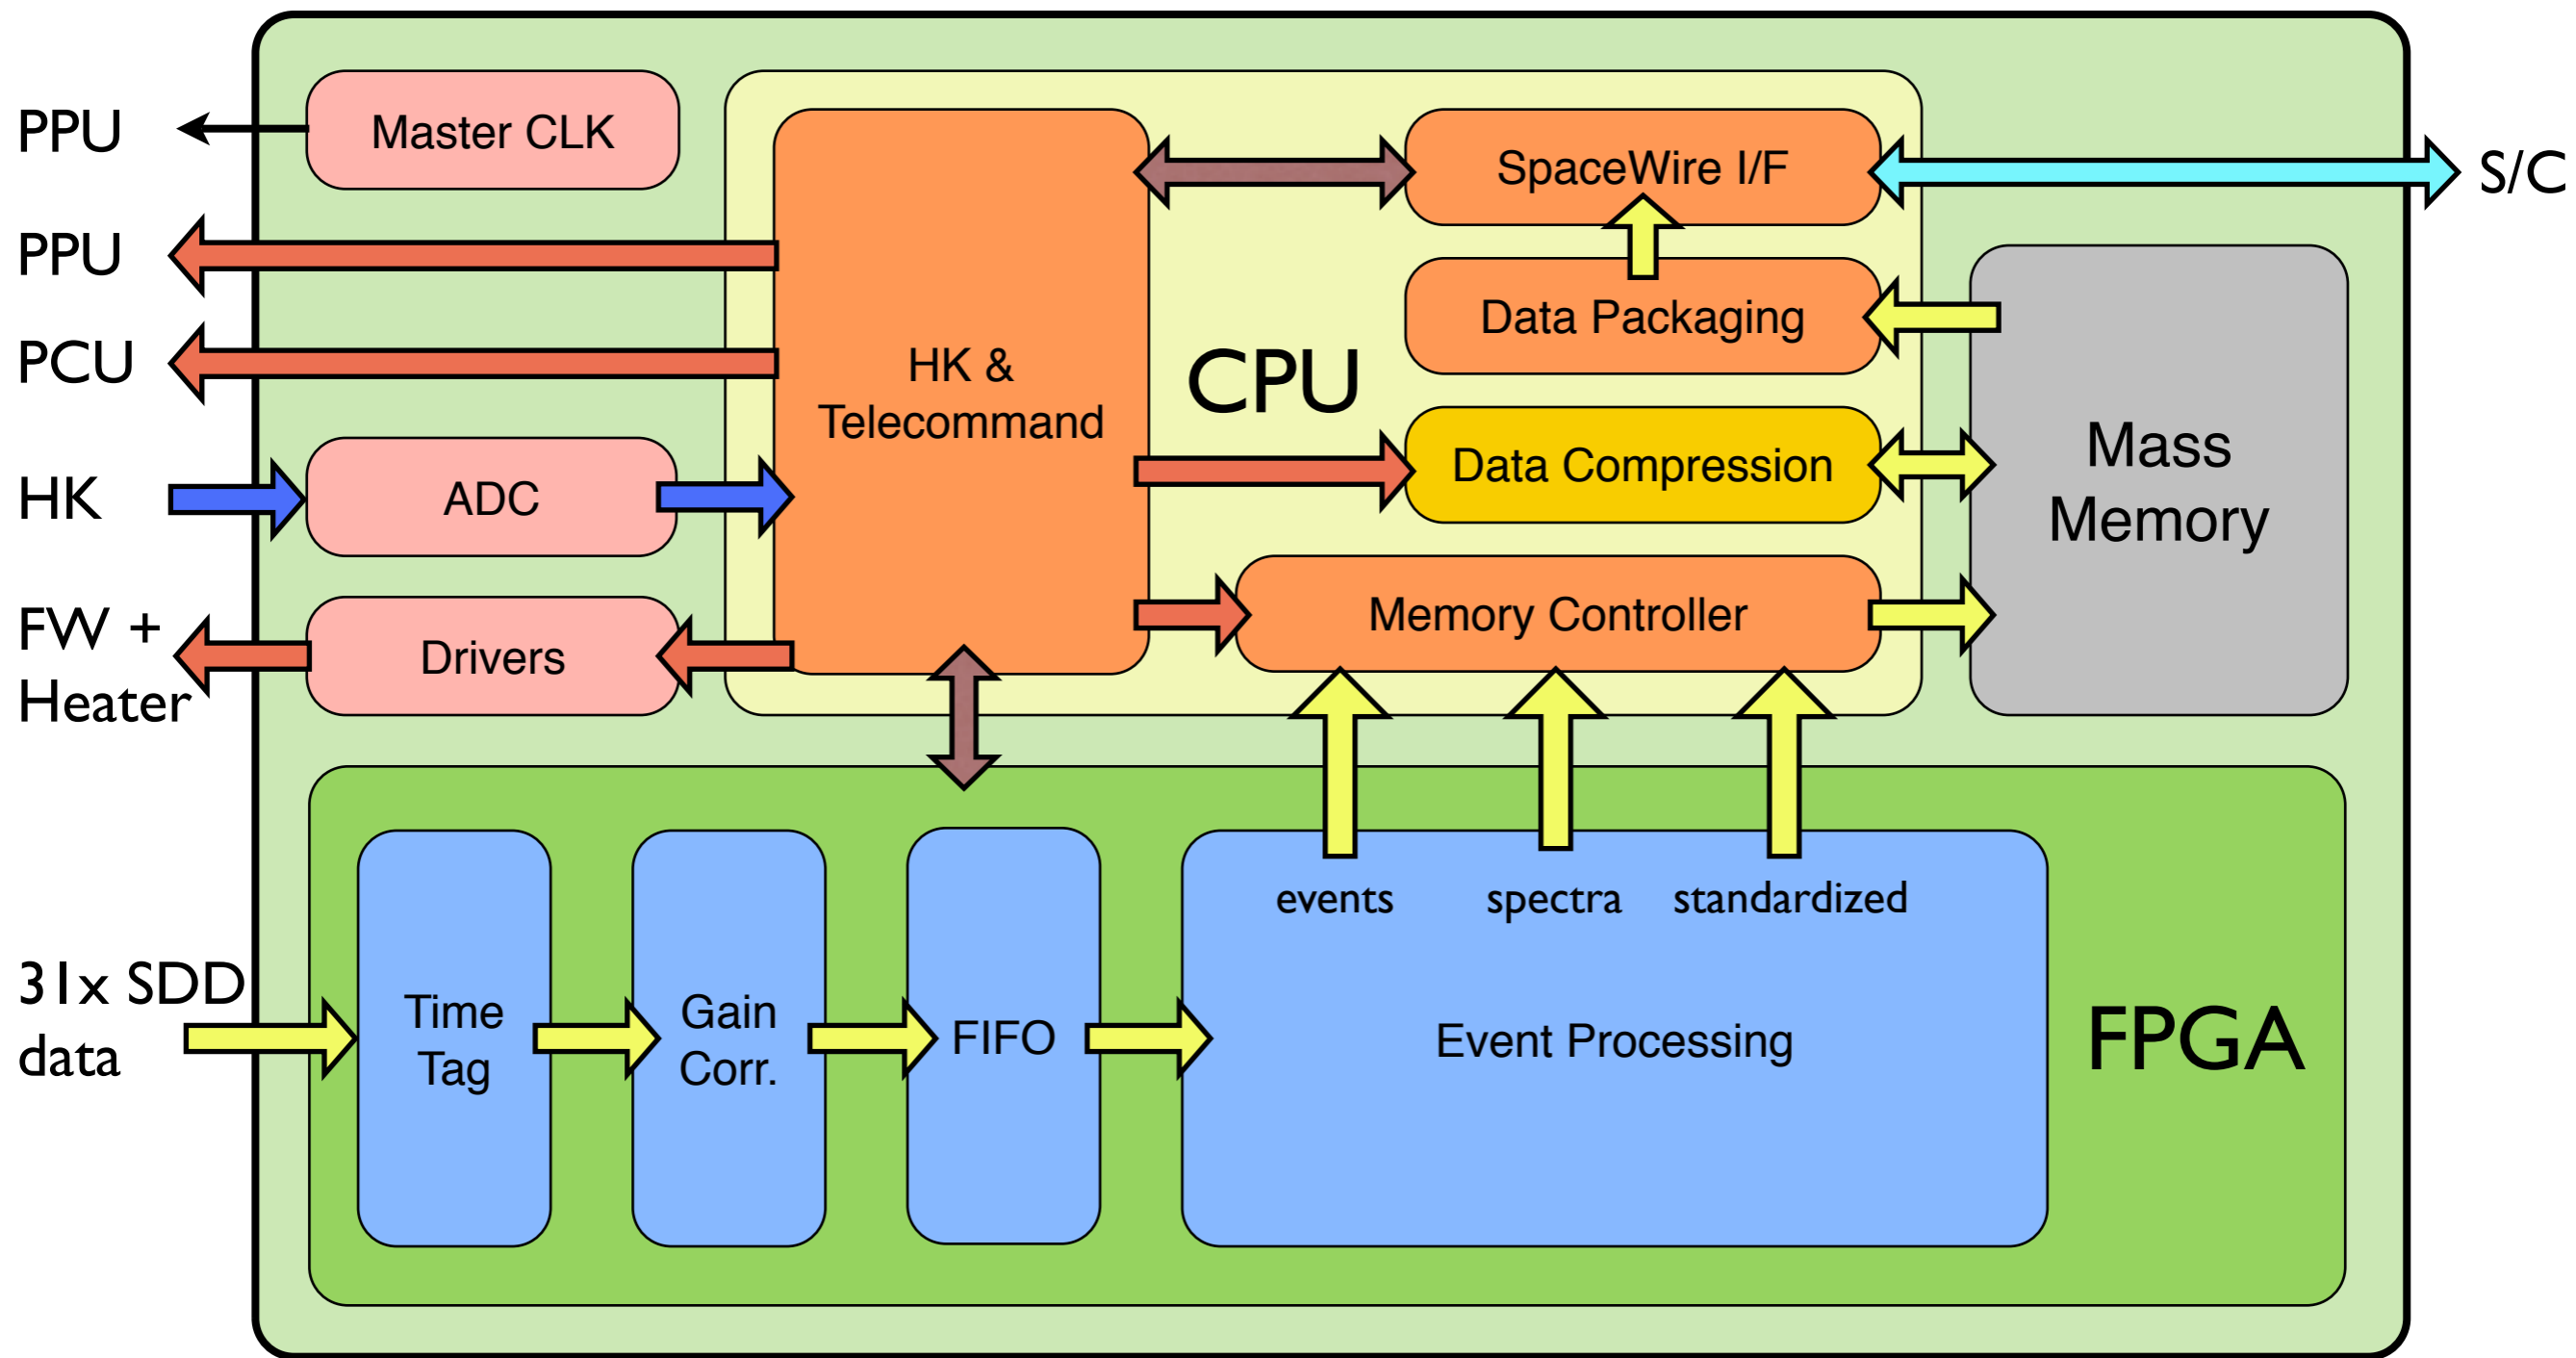 PPU
Master CLK
PPU
PCU
HK
ADC
FW +
Heater
Drivers
HK &
Telecommand
CPU
SpaceWire I/F
S/C
Data Packaging
Data Compression
Memory Controller
Mass
Memory
31x SDD
data
Time
Tag
Gain
Corr.
FIFO
events
spectra
standardized
Event Processing
FPGA